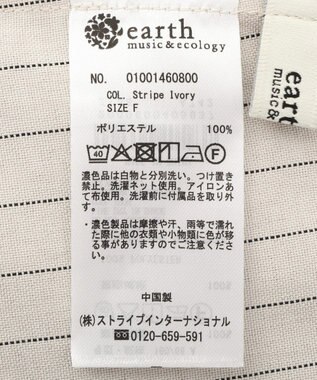 earth
music&ecology
NO. 01001460800
COL. Stripe Ivory
SIZE F
ポリエステル 100%
40 F
濃色品は白物と分別洗い。つけ置き
禁止。洗濯ネット使用。アイロンあ
て布使用。洗濯前に付属品を取り外
す。
・濃色製品は摩擦や汗、雨等で濡れ
た際に他の衣類や小物に色が移
る事がありますのでご注意くださ
い。
中国製
(株)ストライプインターナショナル
0120-659-591
earth
music&